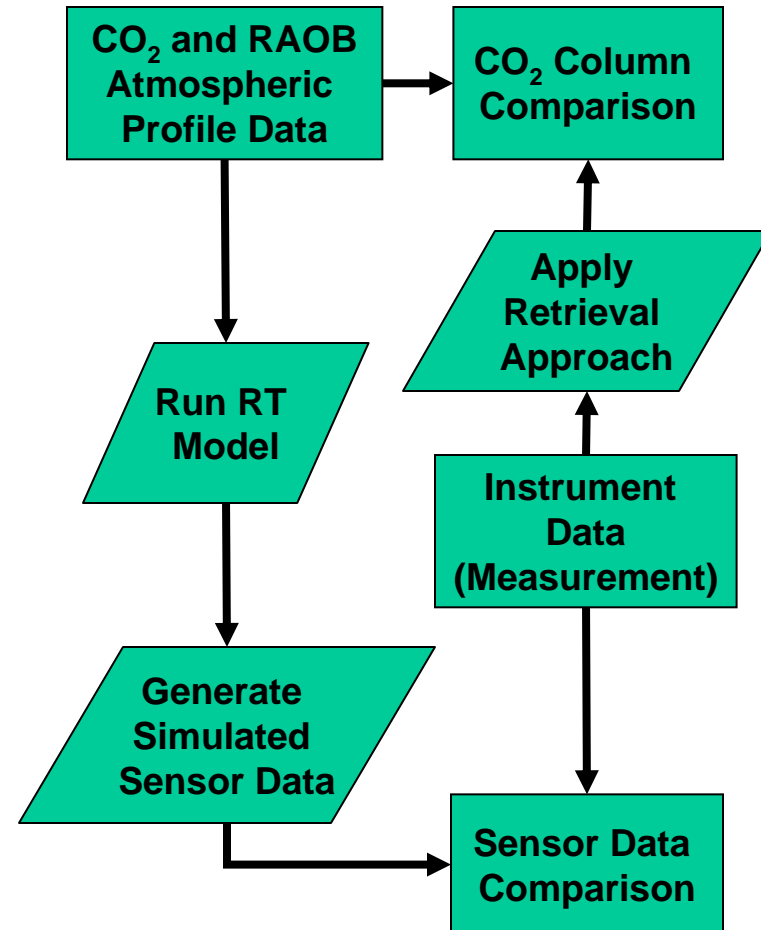 CO₂ and RAOB
Atmospheric
Profile Data
CO₂ Column
Comparison
Apply
Retrieval
Approach
Run RT
Model
Instrument
Data
(Measurement)
Generate
Simulated
Sensor Data
Sensor Data
Comparison